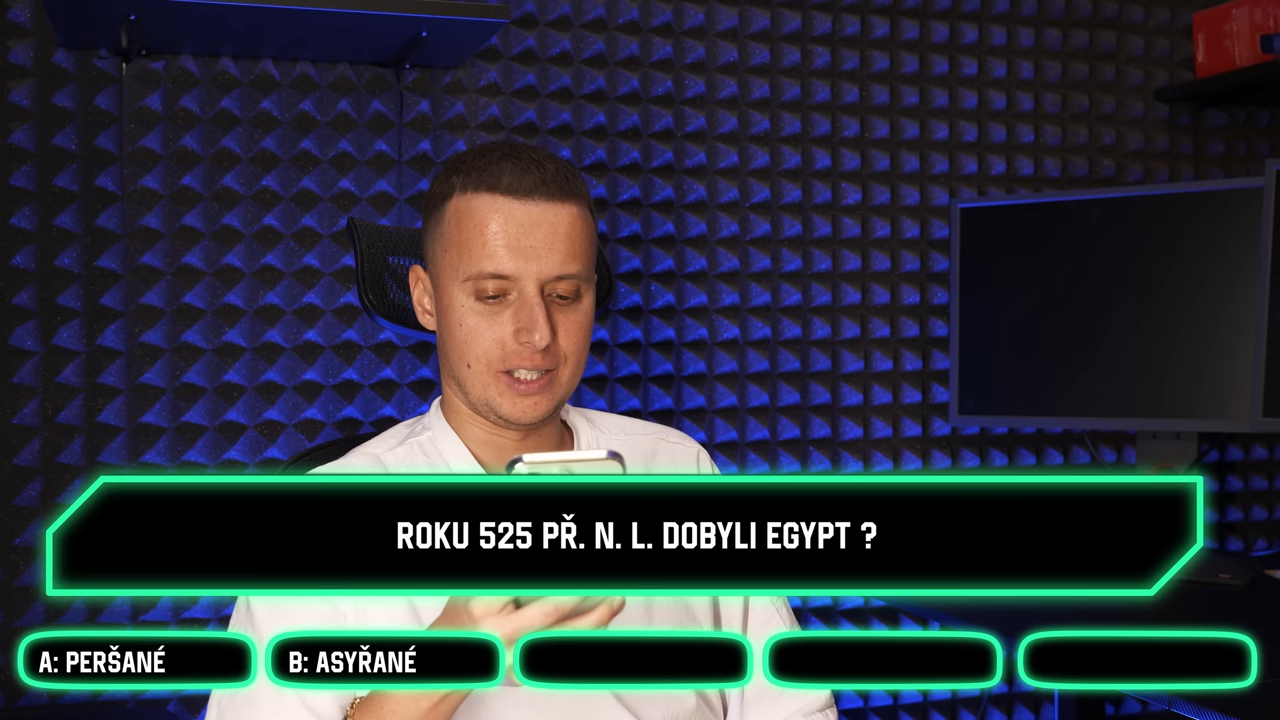 ROKU 525 PŘ. N. L. DOBYLI EGYPT ?
A: PERŠANÉ
B: ASYŘANÉ